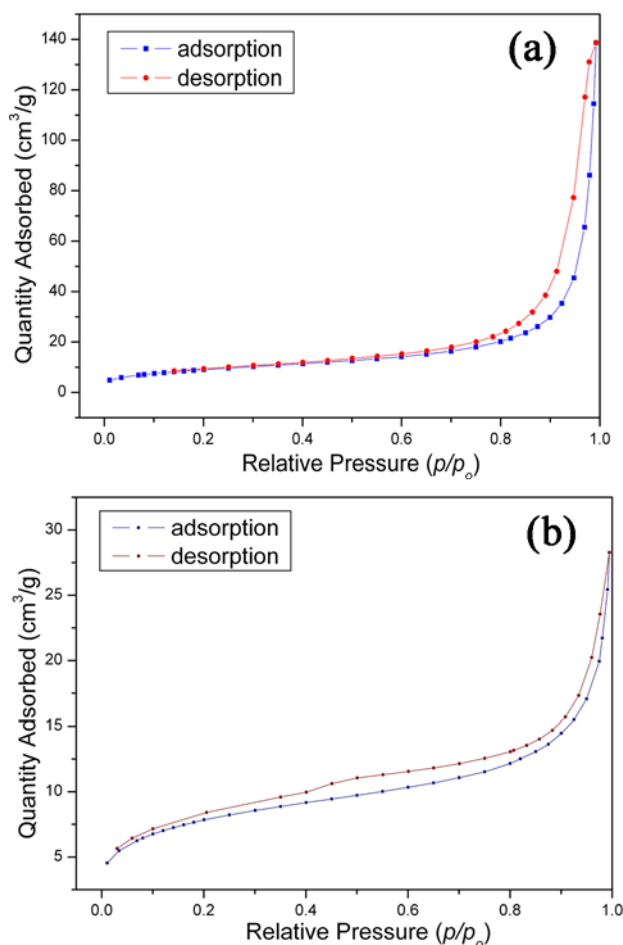 (a)
adsorption
desorption
140
120
100
80
60
40
20
0
Quantity Adsorbed (cm³/g)
0.0 0.2 0.4 0.6 0.8 1.0
Relative Pressure (p/pₒ)
(b)
adsorption
desorption
30
25
20
15
10
5
Quantity Adsorbed (cm³/g)
0.0 0.2 0.4 0.6 0.8 1.0
Relative Pressure (p/pₒ)